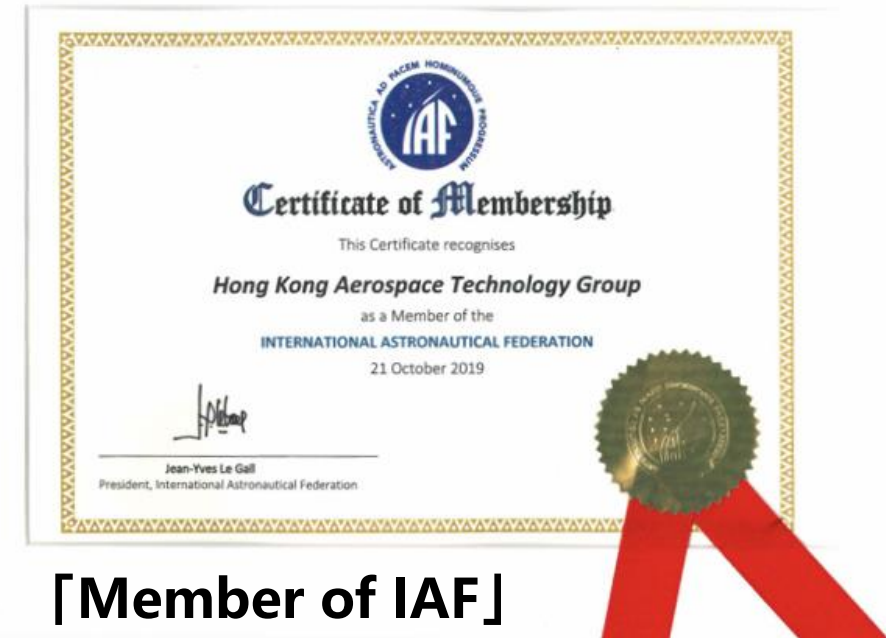 ASTRONAUTICA AD PACEM HOMINUMQUE PROGRESSUM
IAF
Certificate of Membership
This Certificate recognises
Hong Kong Aerospace Technology Group
as a Member of the
INTERNATIONAL ASTRONAUTICAL FEDERATION
21 October 2019
Jean-Yves Le Gall
President, International Astronautical Federation
「Member of IAF」